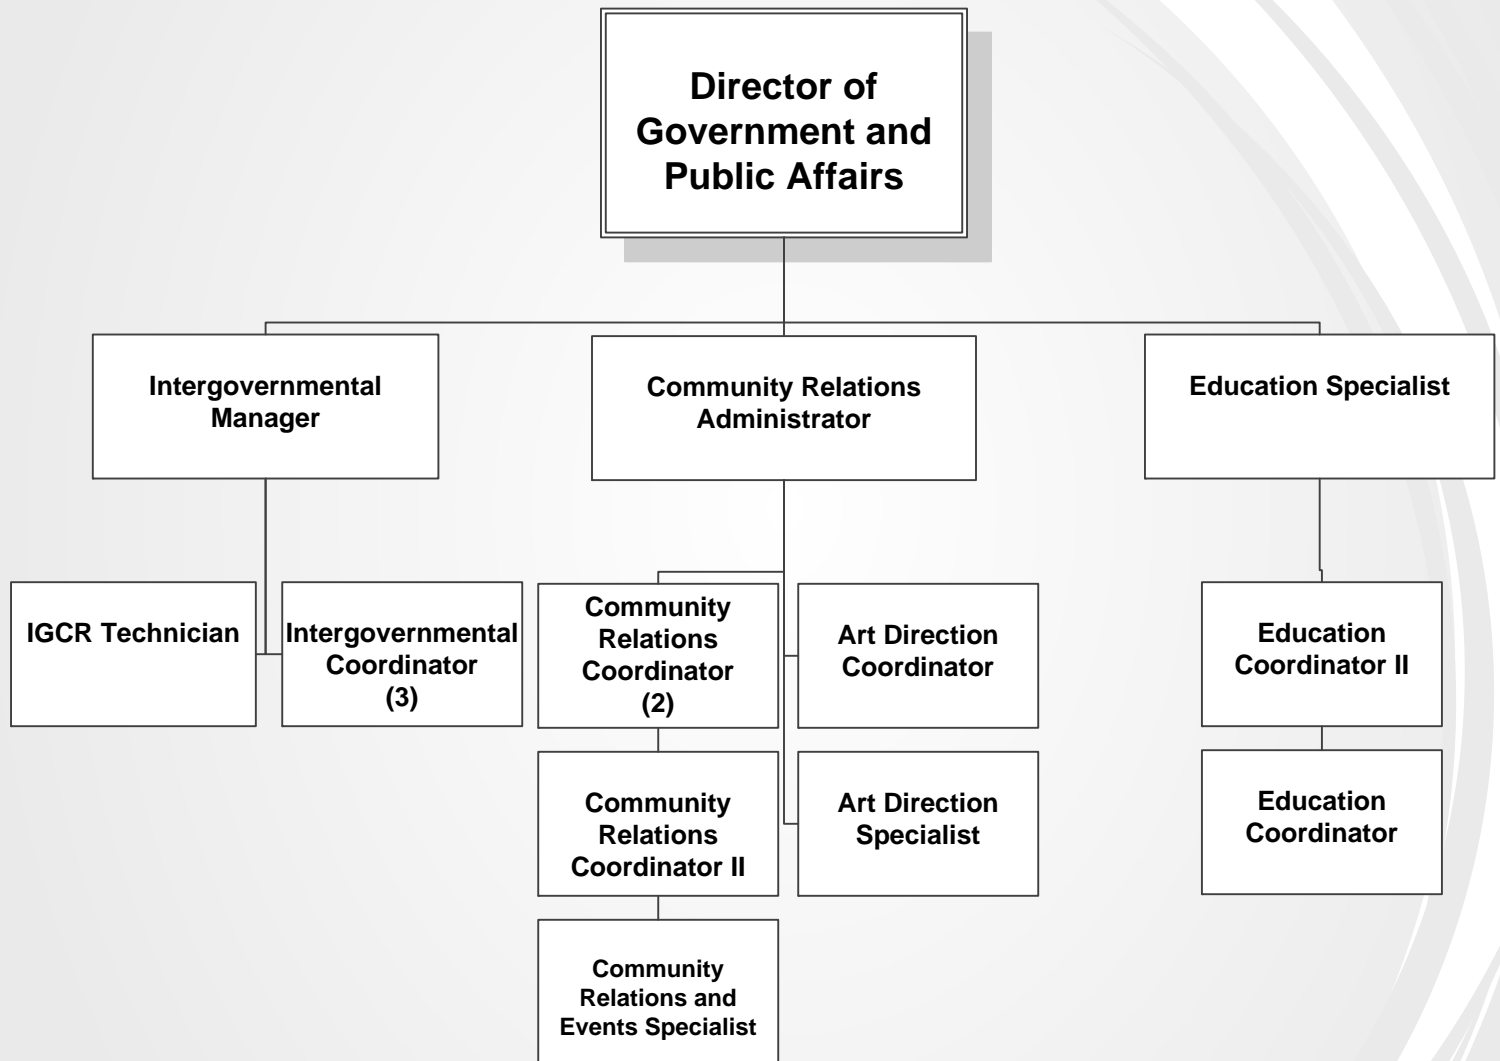 Director of
Government and
Public Affairs
Intergovernmental
Manager
Community Relations
Administrator
Education Specialist
IGCR Technician
Intergovernmental
Coordinator
(3)
Community
Relations
Coordinator
(2)
Art Direction
Coordinator
Education
Coordinator II
Community
Relations
Coordinator II
Art Direction
Specialist
Education
Coordinator
Community
Relations and
Events Specialist